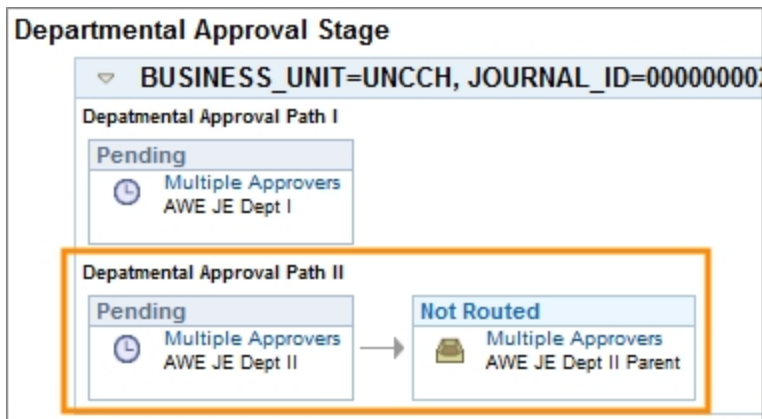 Departmental Approval Stage
BUSINESS_UNIT=UNCCH, JOURNAL_ID=000000002
Depatmental Approval Path I
Pending
Multiple Approvers
AWE JE Dept I
Depatmental Approval Path II
Pending
Multiple Approvers
AWE JE Dept II
Not Routed
Multiple Approvers
AWE JE Dept II Parent